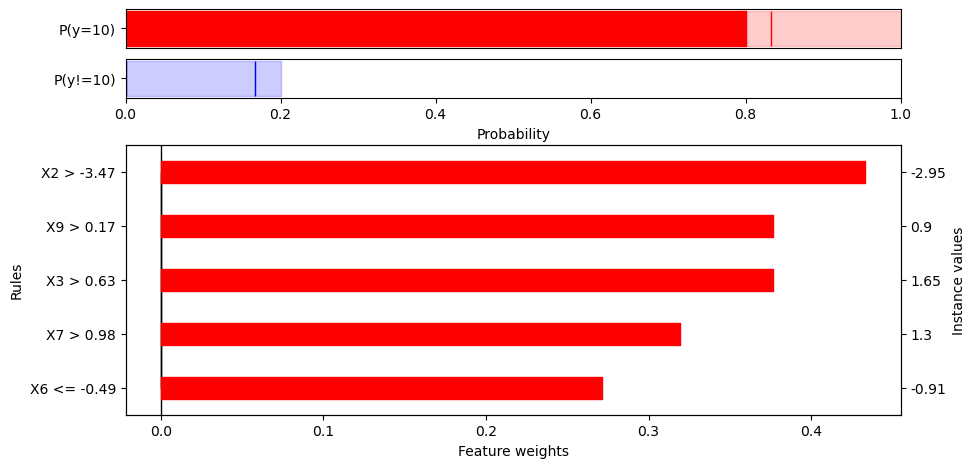 P(y=10)
P(y!=10)
0.0 0.2 0.4 0.6 0.8 1.0
Probability
X2 > -3.47 -2.95
X9 > 0.17 0.9
X3 > 0.63 1.65
X7 > 0.98 1.3
X6 <= -0.49 -0.91
Rules
Instance values
0.0 0.1 0.2 0.3 0.4
Feature weights